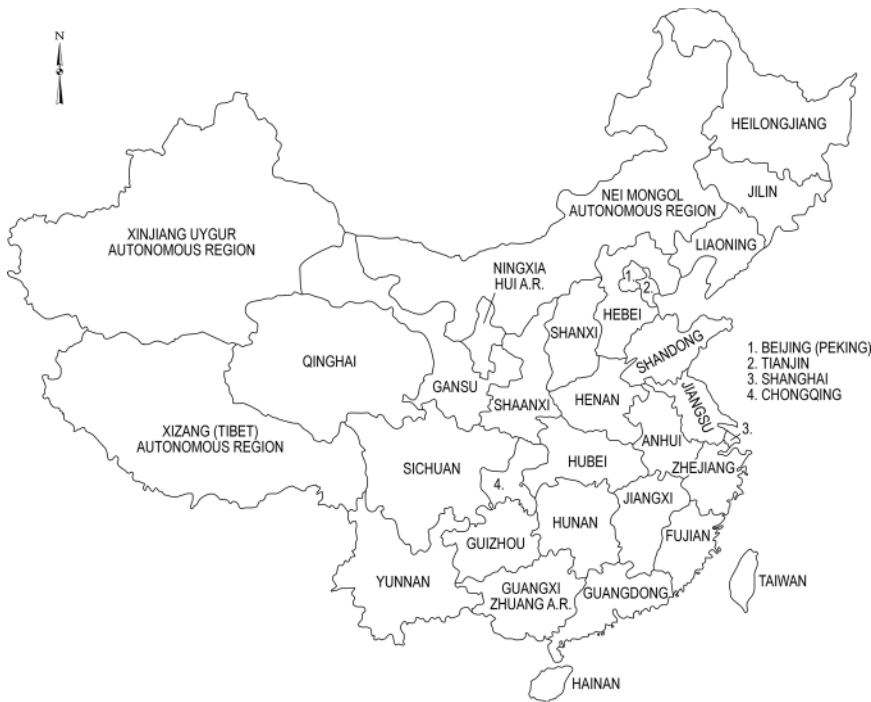 N
HEILONGJIANG
NEI MONGOL
AUTONOMOUS REGION
JILIN
XINJIANG UYGUR
AUTONOMOUS REGION
LIAONING
NINGXIA
HUI A.R.
1.
2.
HEBEI
SHANXI
SHANDONG
QINGHAI
GANSU
1. BEIJING (PEKING)
2. TIANJIN
3. SHANGHAI
4. CHONGQING
SHAANXI
HENAN
JIANGSU
XIZANG (TIBET)
AUTONOMOUS REGION
3.
ANHUI
SICHUAN
HUBEI
ZHEJIANG
4.
JIANGXI
HUNAN
FUJIAN
GUIZHOU
YUNNAN
GUANGXI
ZHUANG A.R.
GUANGDONG
TAIWAN
HAINAN